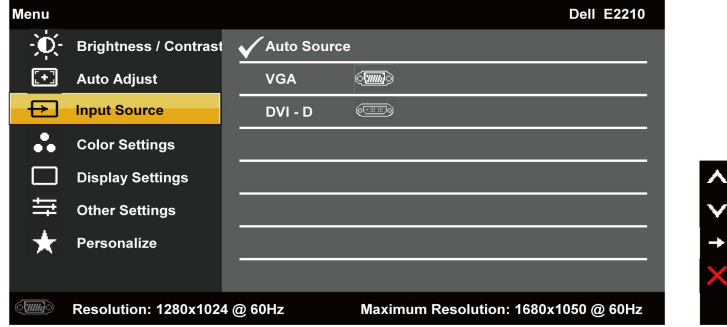 Menu Dell E2210
Brightness / Contrast Auto Source
Auto Adjust VGA
Input Source DVI - D
Color Settings
Display Settings
Other Settings
Personalize
Resolution: 1280x1024 @ 60Hz Maximum Resolution: 1680x1050 @ 60Hz